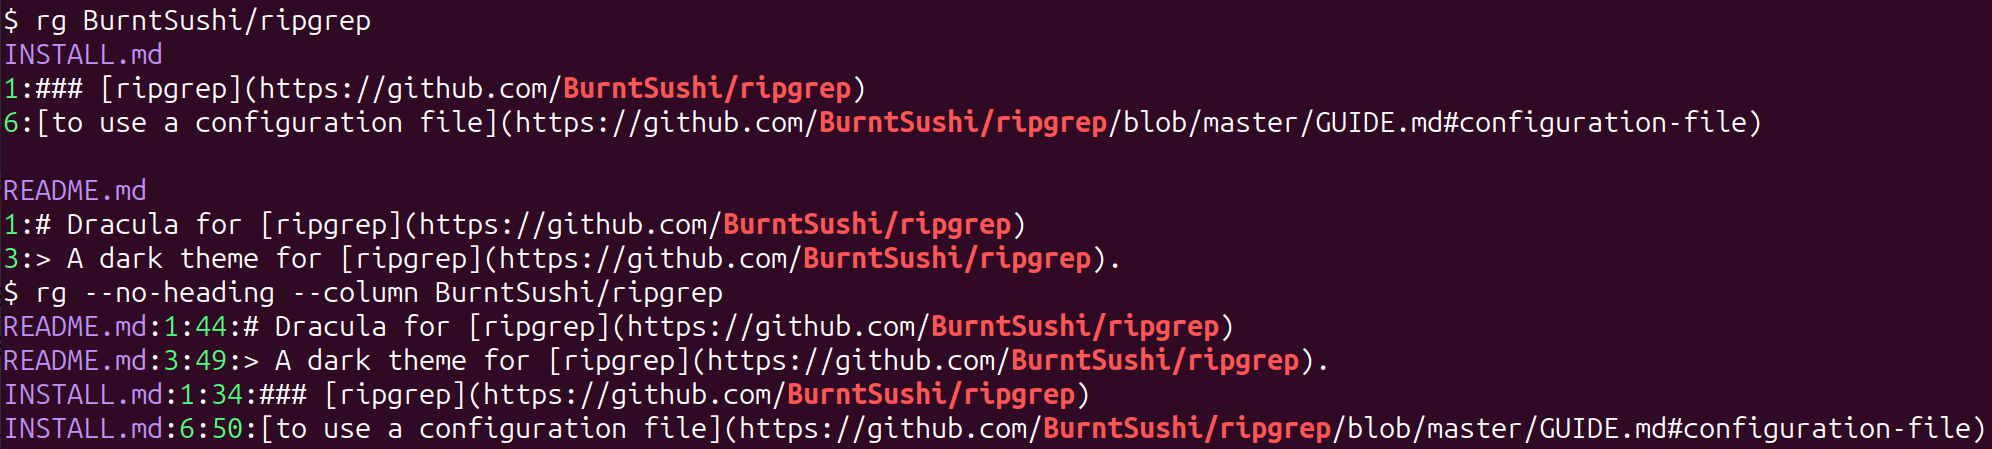 $ rg BurntSushi/ripgrep
INSTALL.md
1:### [ripgrep](https://github.com/BurntSushi/ripgrep)
6:[to use a configuration file](https://github.com/BurntSushi/ripgrep/blob/master/GUIDE.md#configuration-file)

README.md
1:# Dracula for [ripgrep](https://github.com/BurntSushi/ripgrep)
3:> A dark theme for [ripgrep](https://github.com/BurntSushi/ripgrep).
$ rg --no-heading --column BurntSushi/ripgrep
README.md:1:44:# Dracula for [ripgrep](https://github.com/BurntSushi/ripgrep)
README.md:3:49:> A dark theme for [ripgrep](https://github.com/BurntSushi/ripgrep).
INSTALL.md:1:34:### [ripgrep](https://github.com/BurntSushi/ripgrep)
INSTALL.md:6:50:[to use a configuration file](https://github.com/BurntSushi/ripgrep/blob/master/GUIDE.md#configuration-file)